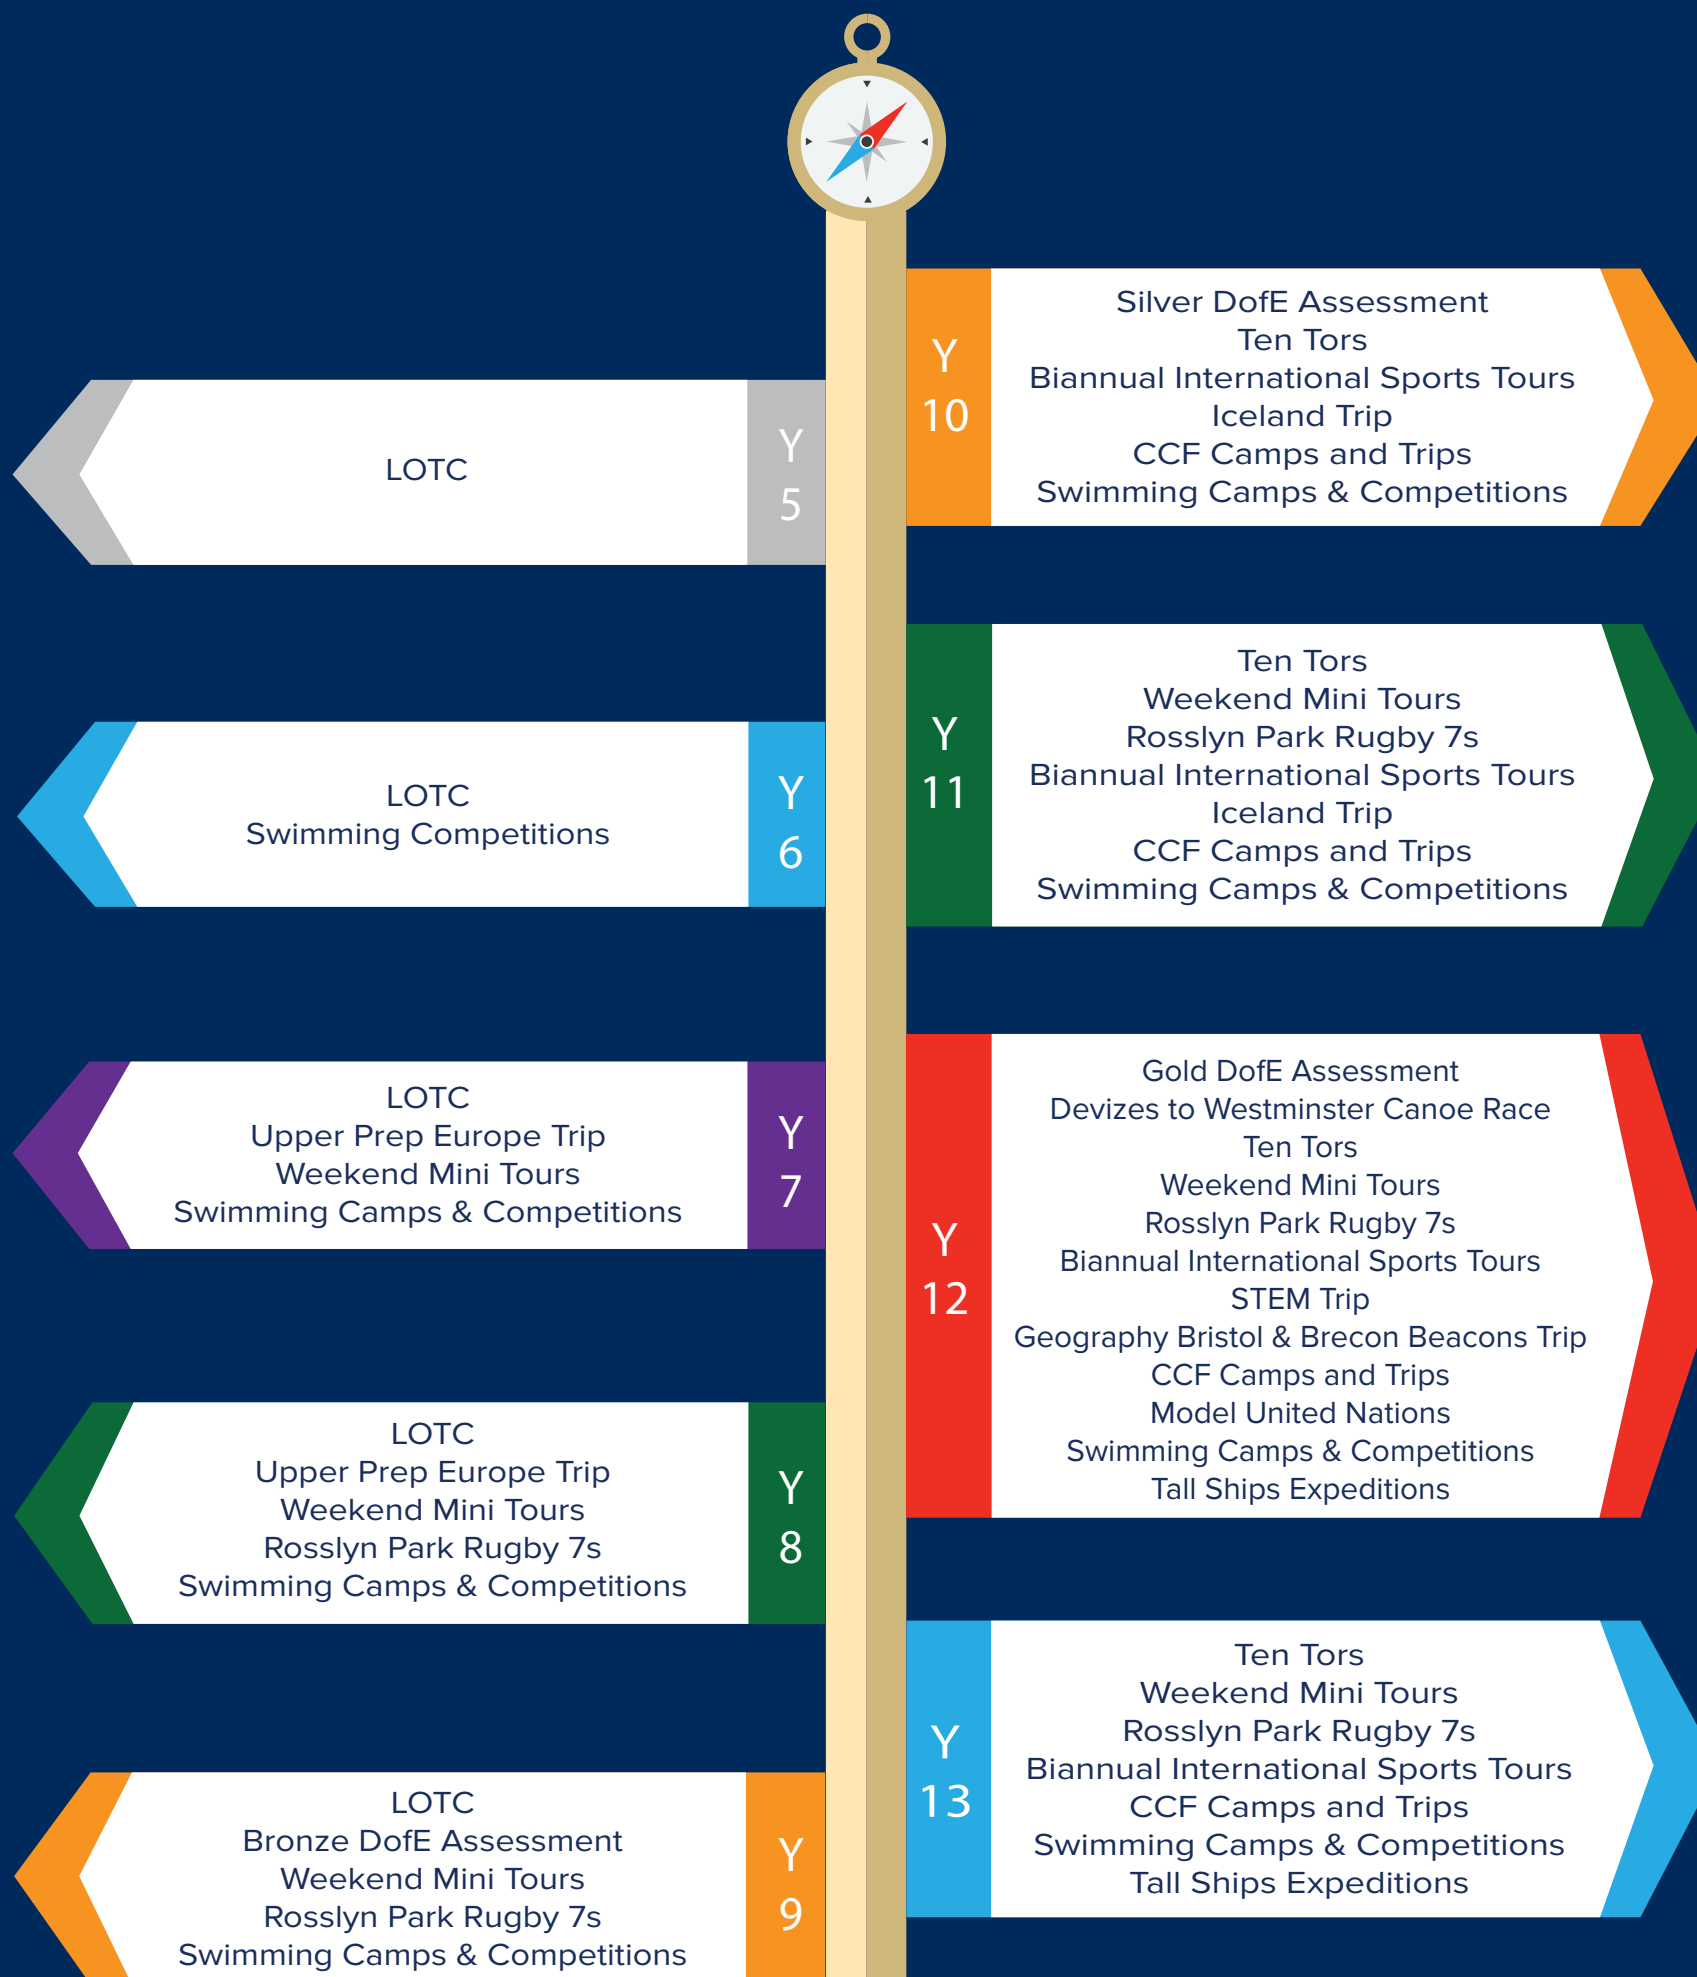 Y
5
LOTC
Y
6
LOTC
Swimming Competitions
Y
7
LOTC
Upper Prep Europe Trip
Weekend Mini Tours
Swimming Camps & Competitions
Y
8
LOTC
Upper Prep Europe Trip
Weekend Mini Tours
Rosslyn Park Rugby 7s
Swimming Camps & Competitions
Y
9
LOTC
Bronze DofE Assessment
Weekend Mini Tours
Rosslyn Park Rugby 7s
Swimming Camps & Competitions
Y
10
Silver DofE Assessment
Ten Tors
Biannual International Sports Tours
Iceland Trip
CCF Camps and Trips
Swimming Camps & Competitions
Y
11
Ten Tors
Weekend Mini Tours
Rosslyn Park Rugby 7s
Biannual International Sports Tours
Iceland Trip
CCF Camps and Trips
Swimming Camps & Competitions
Y
12
Gold DofE Assessment
Devizes to Westminster Canoe Race
Ten Tors
Weekend Mini Tours
Rosslyn Park Rugby 7s
Biannual International Sports Tours
STEM Trip
Geography Bristol & Brecon Beacons Trip
CCF Camps and Trips
Model United Nations
Swimming Camps & Competitions
Tall Ships Expeditions
Y
13
Ten Tors
Weekend Mini Tours
Rosslyn Park Rugby 7s
Biannual International Sports Tours
CCF Camps and Trips
Swimming Camps & Competitions
Tall Ships Expeditions